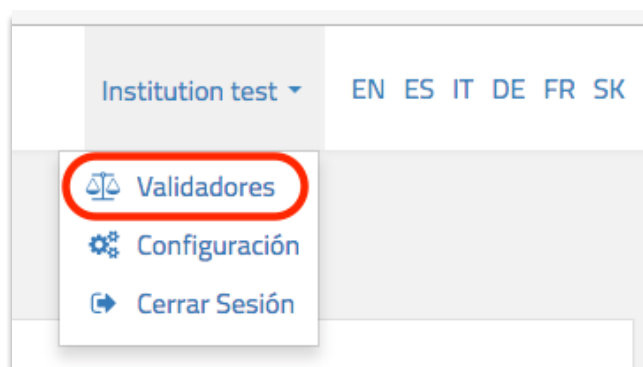 Institution test EN ES IT DE FR SK
Validadores
Configuración
Cerrar Sesión